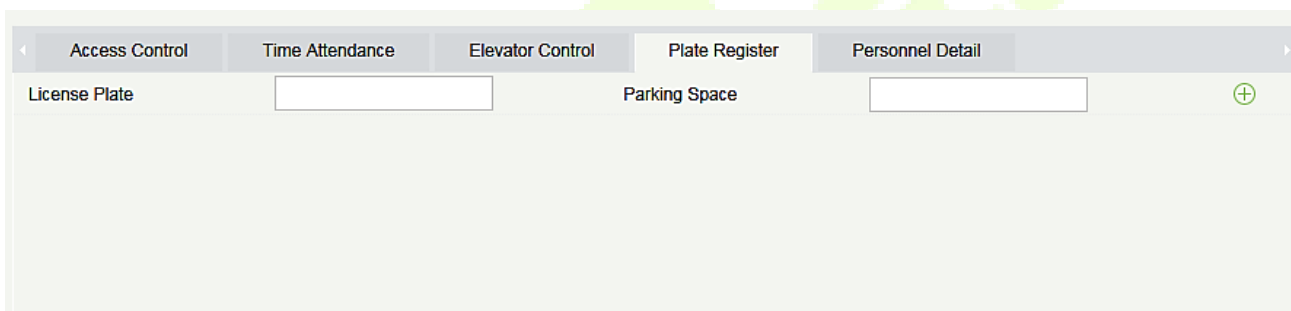 Access Control Time Attendance Elevator Control Plate Register Personnel Detail
License Plate Parking Space